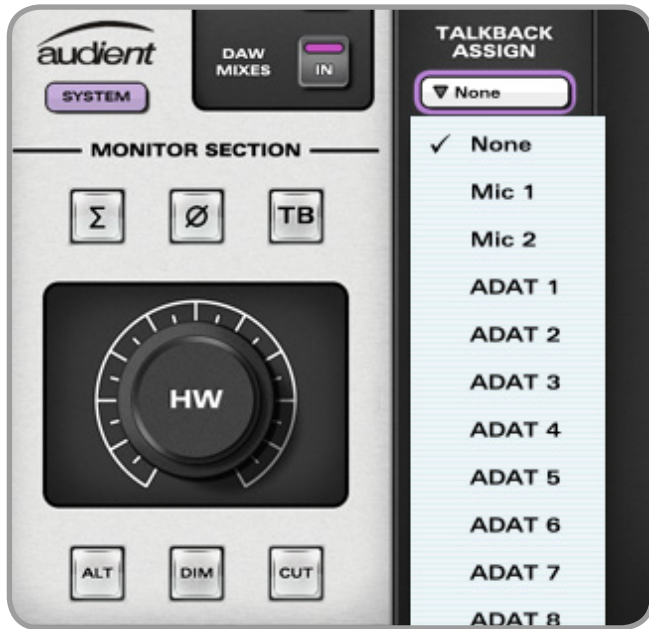 audient
SYSTEM
DAW
MIXES
IN
MONITOR SECTION
Σ
Ø
TB
HW
ALT
DIM
CUT
TALKBACK
ASSIGN
▼ None
✓ None
Mic 1
Mic 2
ADAT 1
ADAT 2
ADAT 3
ADAT 4
ADAT 5
ADAT 6
ADAT 7
ADAT 8